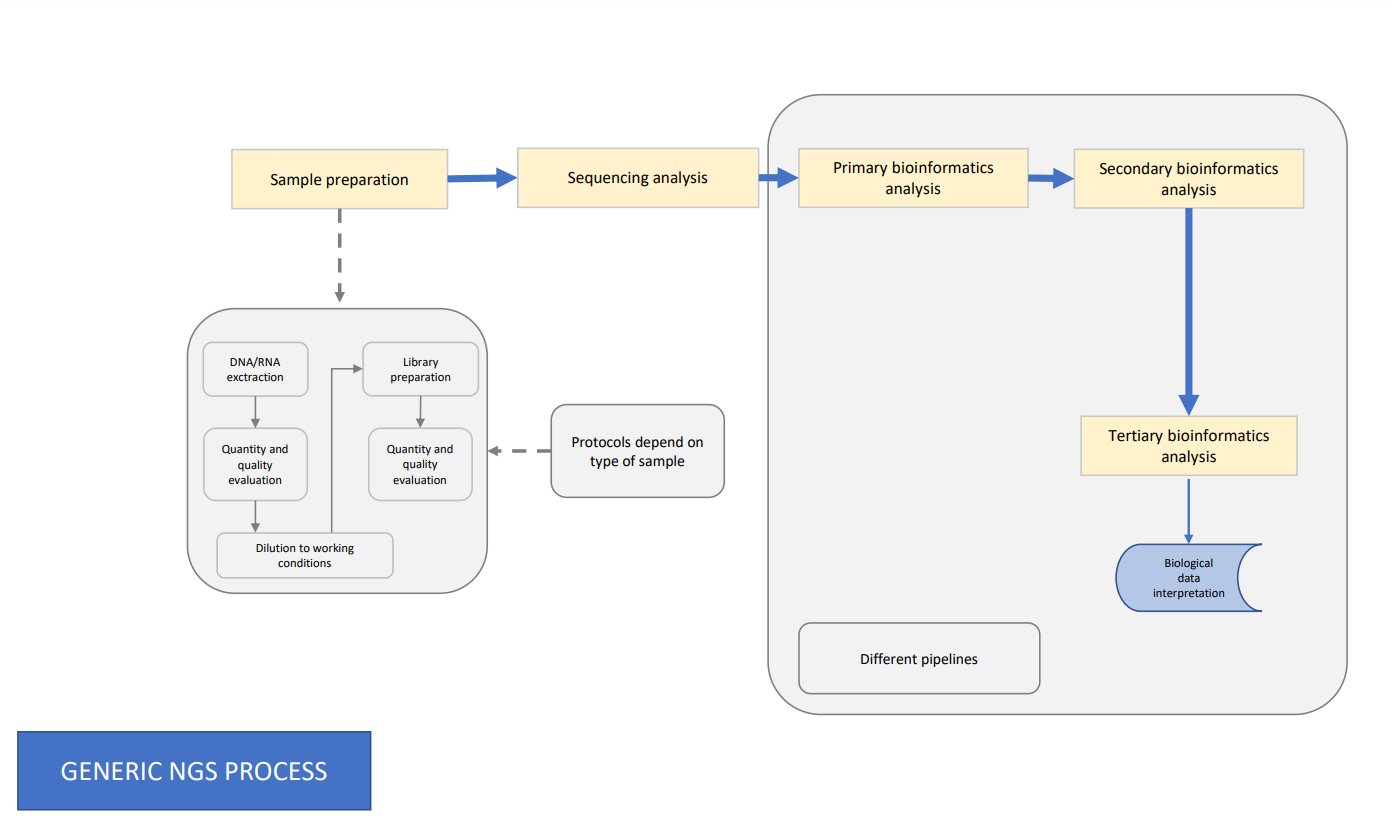 Sample preparation
Sequencing analysis
Primary bioinformatics
analysis
Secondary bioinformatics
analysis
DNA/RNA
exctraction
Library
preparation
Quantity and
quality
evaluation
Quantity and
quality
evaluation
Dilution to working
conditions
Protocols depend on
type of sample
Tertiary bioinformatics
analysis
Biological
data
interpretation
Different pipelines
GENERIC NGS PROCESS